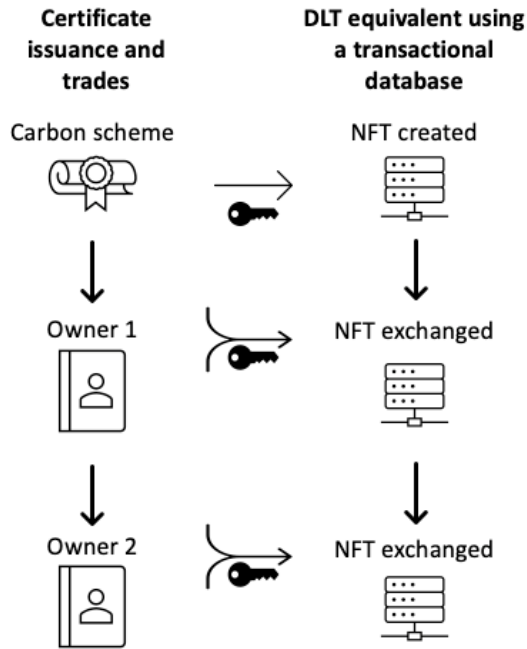 Certificate
issuance and
trades
DLT equivalent using
a transactional
database
Carbon scheme
NFT created
Owner 1
NFT exchanged
Owner 2
NFT exchanged